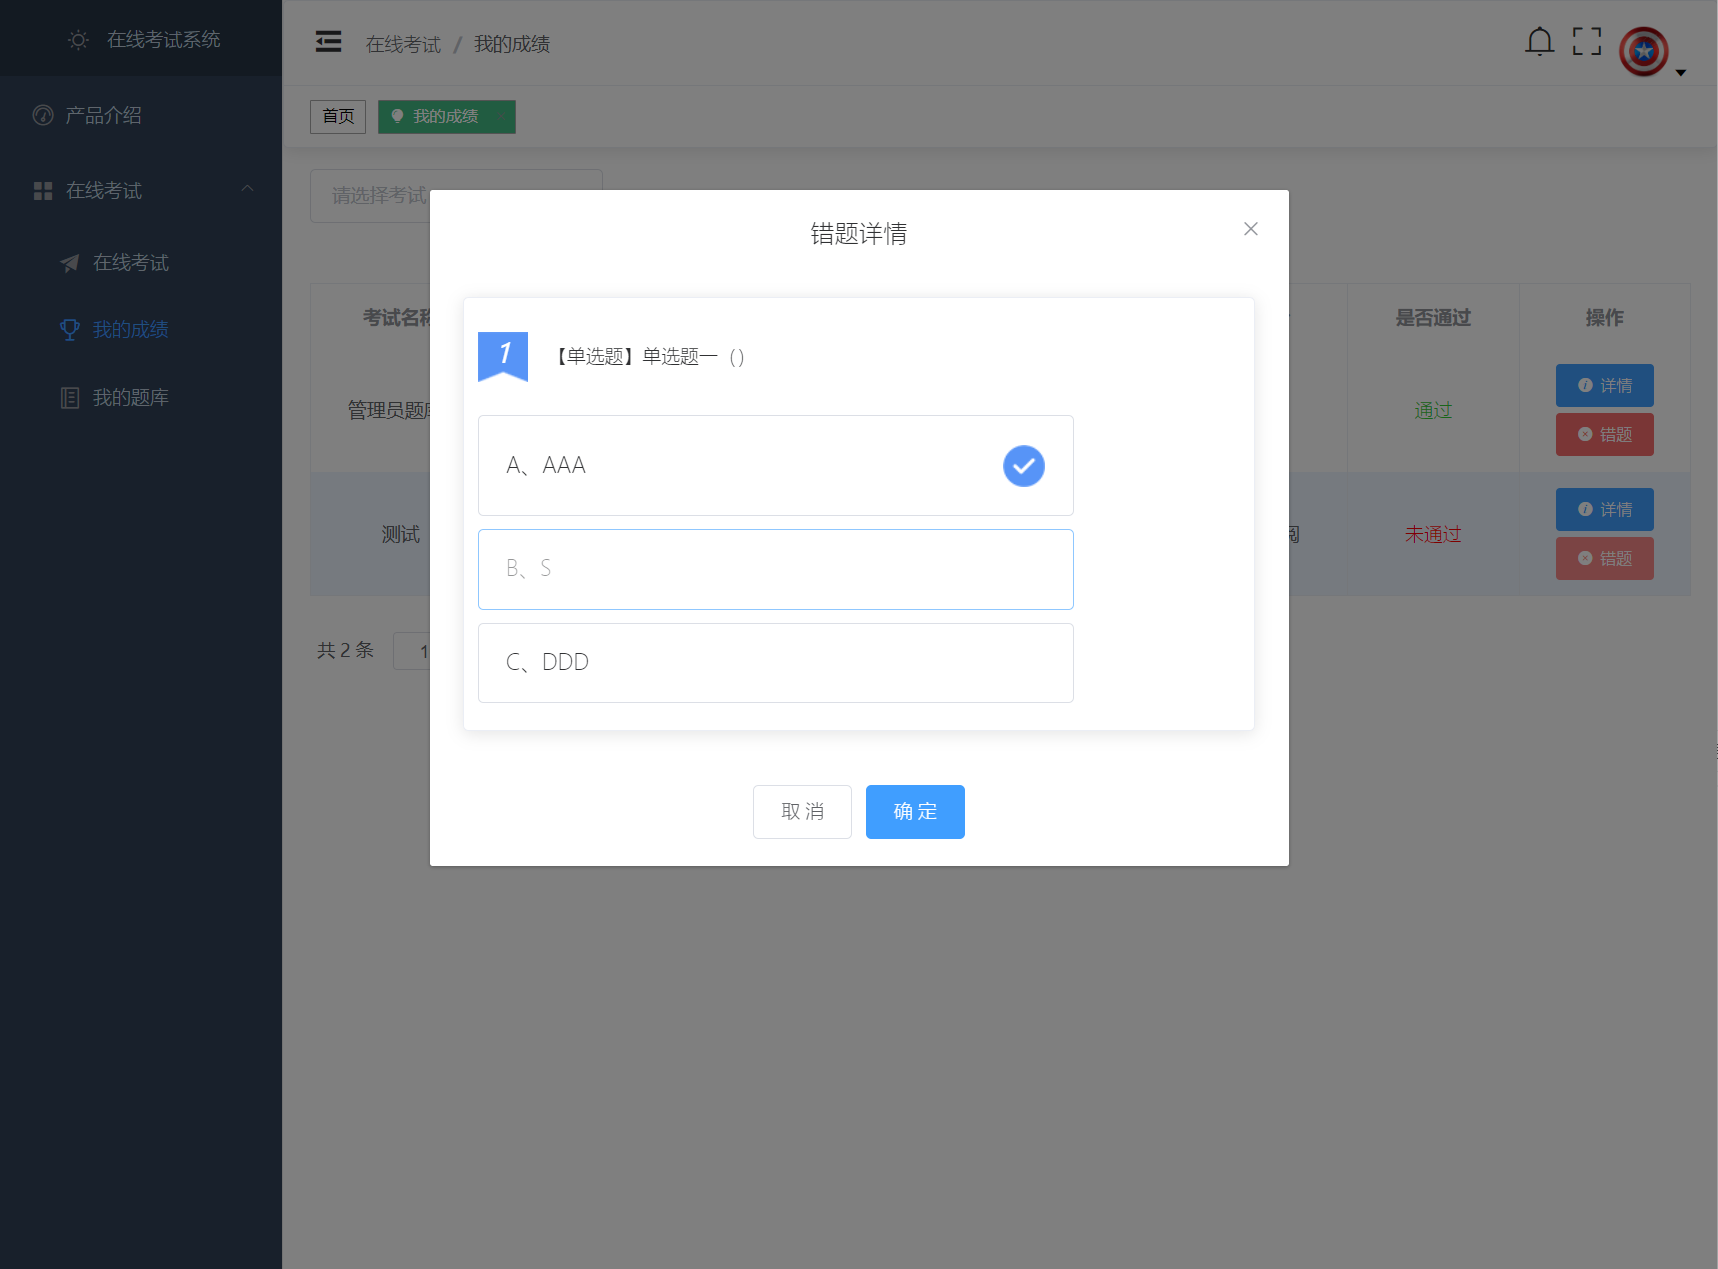 在线考试系统
产品介绍
在线考试
在线考试
我的成绩
我的题库
在线考试 / 我的成绩
首页
我的成绩
请选择考试
考试名称
是否通过
操作
管理员题库
通过
详情
错题
测试
阅
未通过
详情
错题
共 2 条
1
错题详情
1
【单选题】单选题一（）
A、AAA
B、S
C、DDD
取 消
确 定